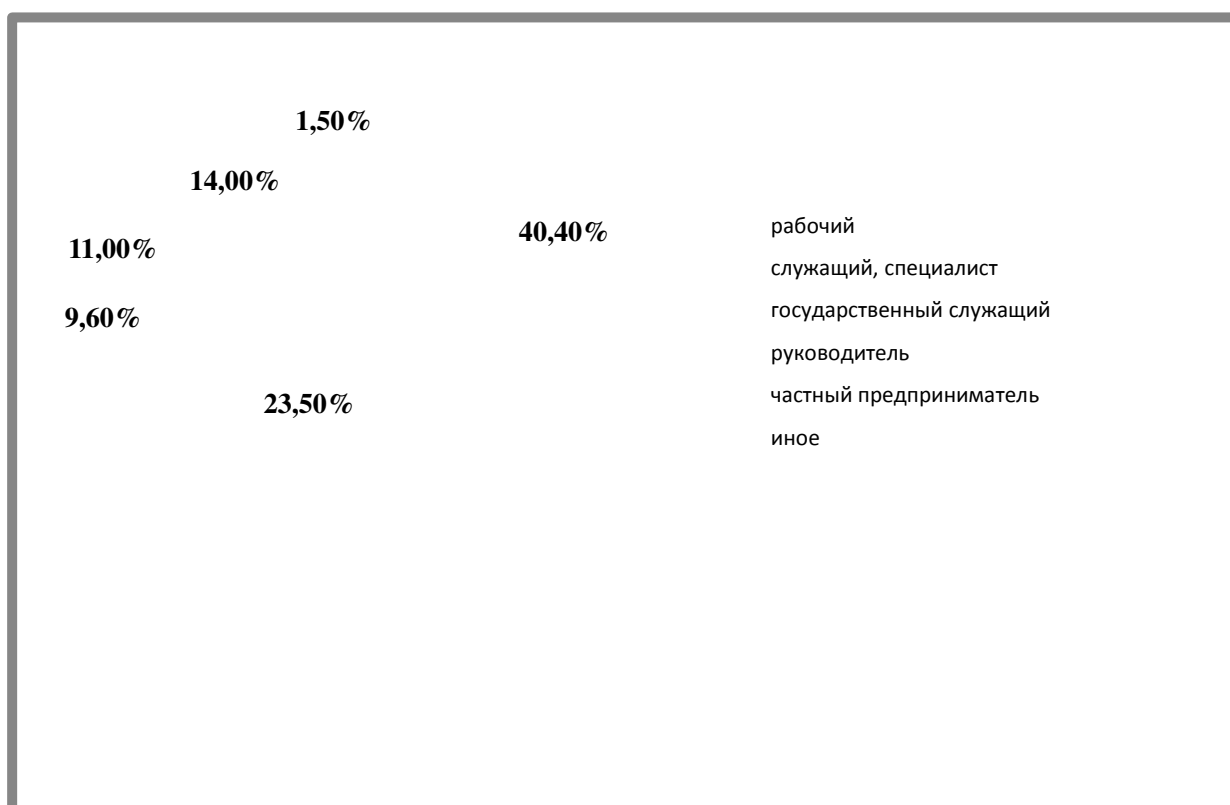 1,50%
14,00%
40,40%
11,00%
9,60%
23,50%
рабочий
служащий, специалист
государственный служащий
руководитель
частный предприниматель
иное